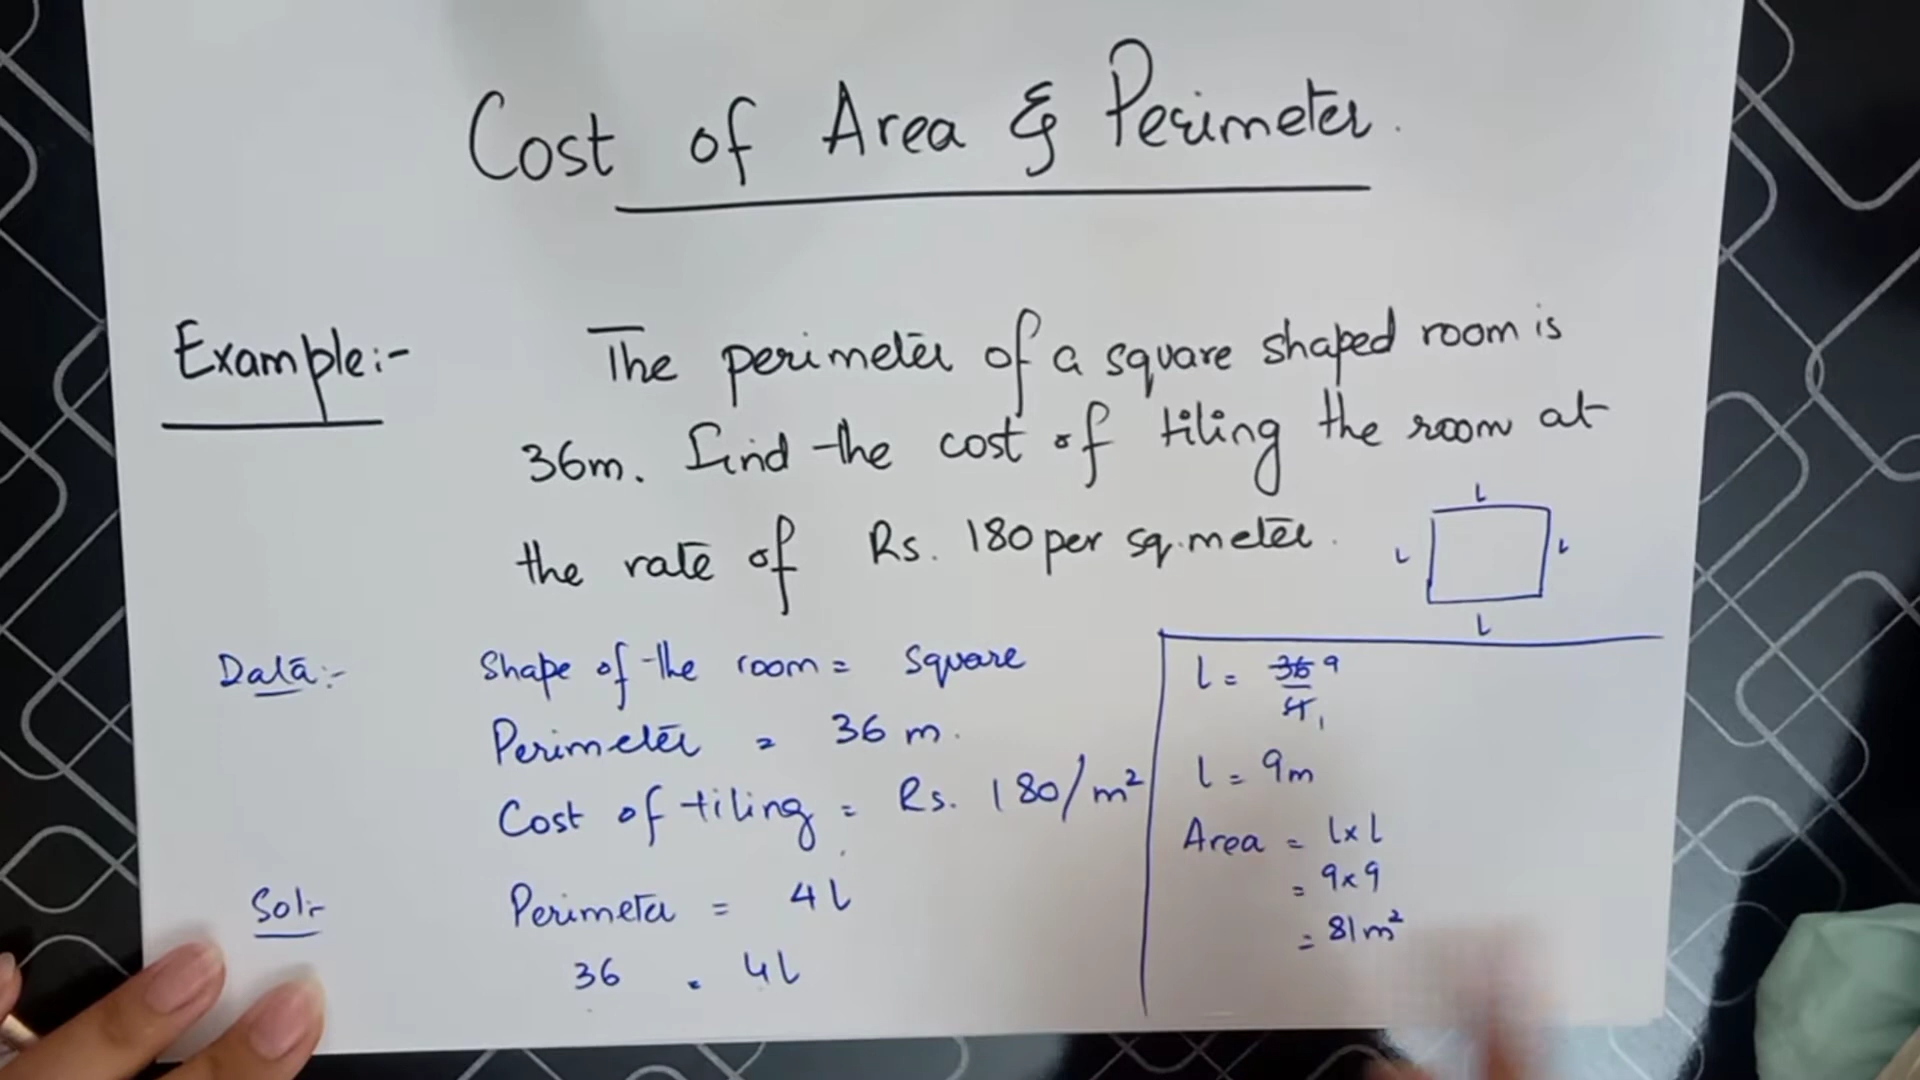 Cost of Area & Perimeter.
Example:- The perimeter of a square shaped room is
36m. Find the cost of tiling the room at
the rate of Rs. 180 per sq.meter.
l
l l
l
Data:- Shape of the room = Square
Perimeter = 36 m.
Cost of tiling = Rs. 180/m²
Sol:- Perimeter = 4l
36 = 4l
l = 36 9
4 1
l = 9m
Area = l x l
= 9 x 9
= 81m²